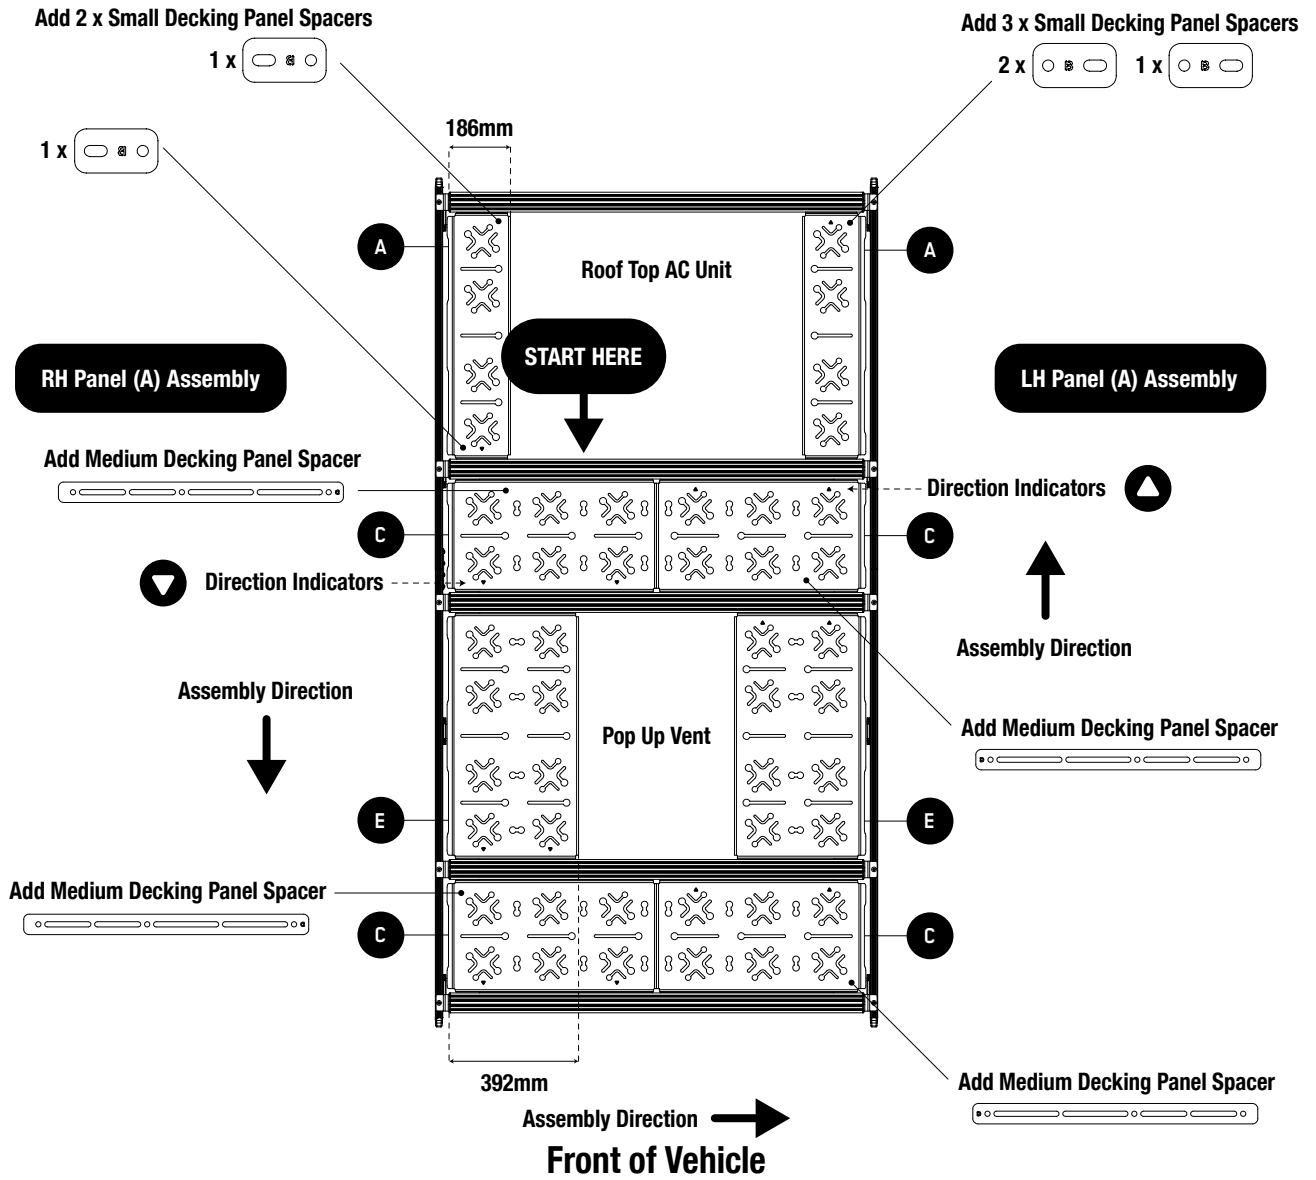 Add 2 x Small Decking Panel Spacers
1 x
1 x
Add 3 x Small Decking Panel Spacers
2 x
B
1 x
B
186mm
A
Roof Top AC Unit
A
START HERE
RH Panel (A) Assembly
LH Panel (A) Assembly
Add Medium Decking Panel Spacer
Direction Indicators
C
C
Direction Indicators
Assembly Direction
Assembly Direction
Pop Up Vent
Add Medium Decking Panel Spacer
E
E
Add Medium Decking Panel Spacer
C
C
392mm
Add Medium Decking Panel Spacer
Assembly Direction
Front of Vehicle